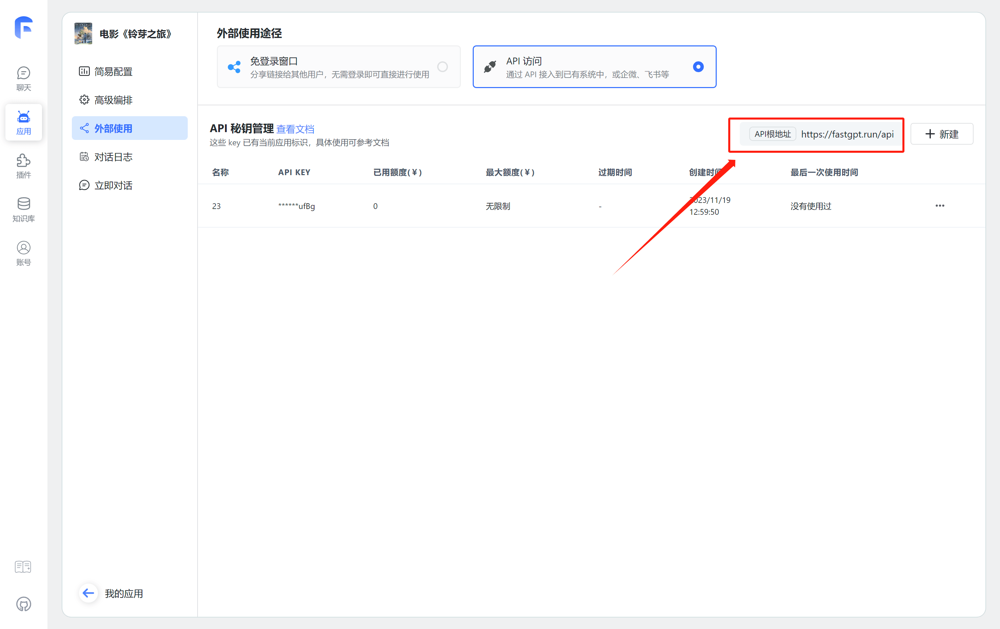 聊天
应用
插件
知识库
账号
电影《铃芽之旅》
简易配置
高级编排
外部使用
对话日志
立即对话
我的应用
外部使用途径
免登录窗口
分享链接给其他用户，无需登录即可直接进行使用
API 访问
通过 API 接入到已有系统中，或企微、飞书等
API 秘钥管理 查看文档
这些 key 已有当前应用标识，具体使用可参考文档
API根地址 https://fastgpt.run/api
新建
名称 API KEY 已用额度(¥) 最大额度(¥) 过期时间 创建时间 最后一次使用时间
23 ******ufBg 0 无限制 - 2023/11/19 12:59:50 没有使用过